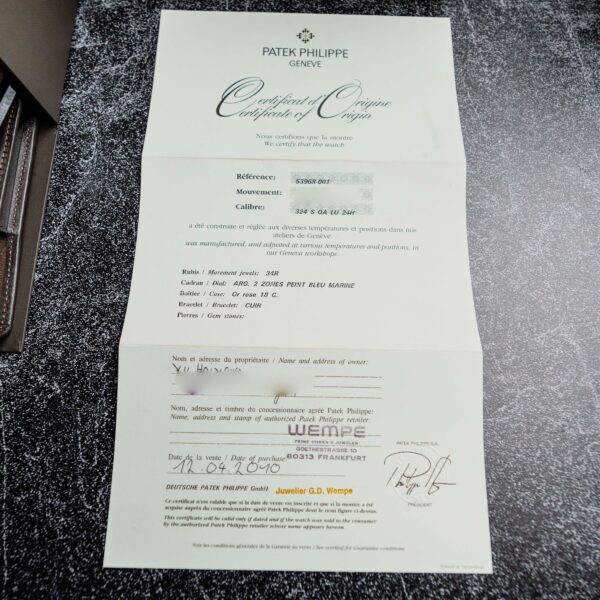 PATEK PHILIPPE
GENEVE
Certificat d'Origine
Certificate of Origin
Nous certifions que la montre
We certify that the watch
Référence:
Mouvement:
Calibre: 324 S QA LU 24H
a été construite et réglée aux diverses températures et positions dans nos
ateliers de Genève.
was manufactured, and adjusted at various temperatures and positions, in
our Geneva workshops.
Rubis / Movement jewels: 34R
Cadran / Dial: ARG. 2 ZONES PEINT BLEU MARINE
Boîtier / Case: Or rose 18 C.
Bracelet / Bracelet: CUIR
Pierres / Gem stones:
Nom et adresse du propriétaire / Name and address of owner:
Nom, adresse et timbre du concessionnaire agréé Patek Philippe:
Name, address and stamp of authorized Patek Philippe retailer:
WEMPE
FEINE UHREN & JUWELEN
GOETHESTRASSE 10
60313 FRANKFURT
Date de la vente / Date of purchase
12.04.2010
PATEK PHILIPPE S.A.
PRESIDENT
DEUTSCHE PATEK PHILIPPE GmbH Juwelier G.D. Wempe
Ce certificat n'est valable que si la date de vente est inscrite et que si la montre a été
acquise auprès du concessionnaire agréé Patek Philippe dont le nom figure ci-dessus.
This certificate will be valid only if dated and if the watch was sold to the consumer
by the authorized Patek Philippe retailer whose name appears hereon.
Voir les conditions générales de la Garantie au verso / See overleaf for Guarantee conditions